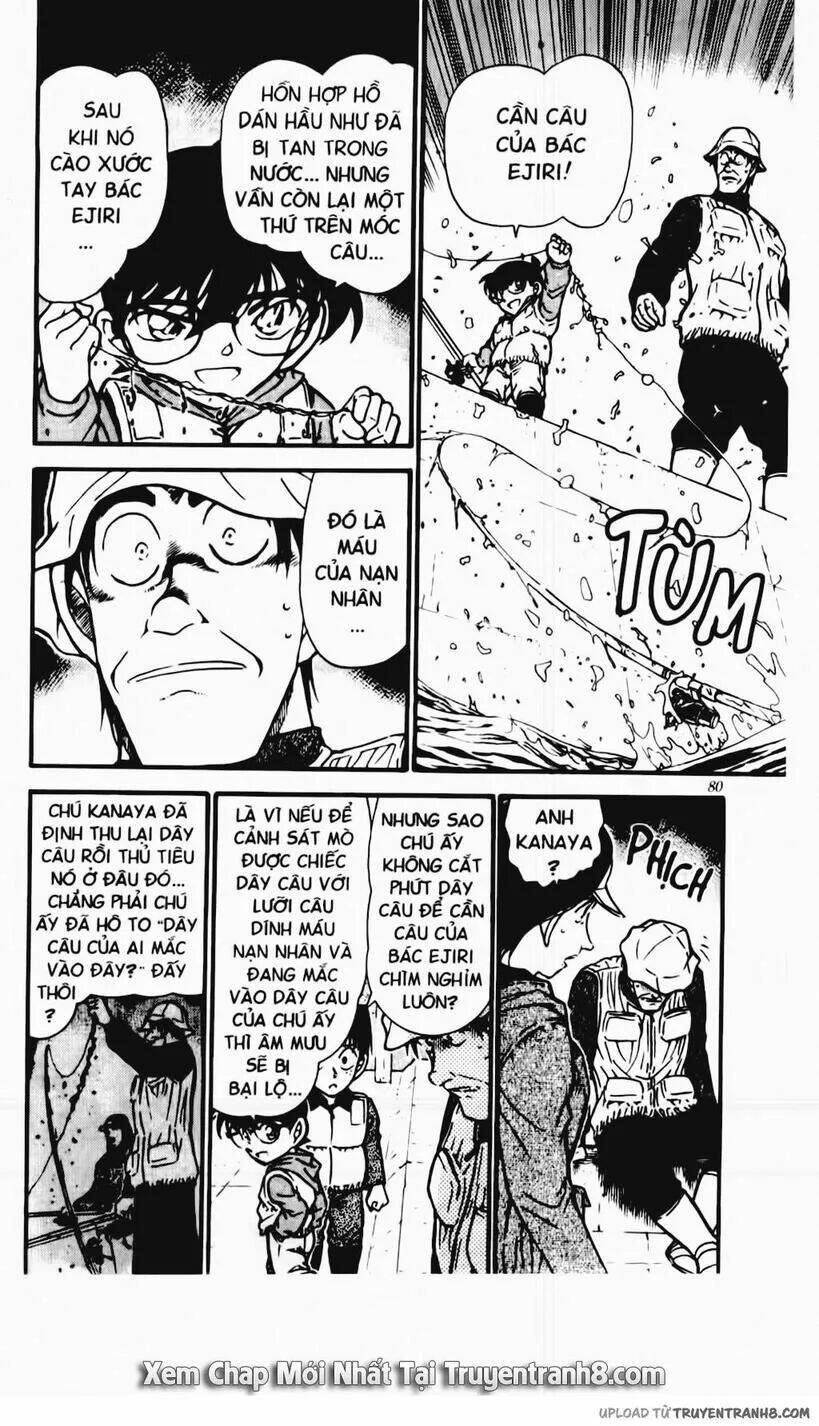 CẦN CÂU
CỦA BÁC
EJIRI!
TÙM
HỖN HỢP HỒ
DÁN HẦU NHƯ ĐÃ
BỊ TAN TRONG
NƯỚC... NHƯNG
VẪN CÒN LẠI MỘT
THỨ TRÊN MÓC
CÂU...
SAU
KHI NÓ
CÀO XƯỚC
TAY BÁC
EJIRI
...
ĐÓ LÀ
MÁU
CỦA NẠN
NHÂN
...
80
ANH
KANAYA
?
PHỊCH
NHƯNG SAO
CHÚ ẤY
KHÔNG CẮT
PHỨT DÂY
CÂU ĐỂ CẦN
CÂU CỦA
BÁC EJIRI
CHÌM NGHỈM
LUÔN?
LÀ VÌ NẾU ĐỂ
CẢNH SÁT MÒ
ĐƯỢC CHIẾC
DÂY CÂU VỚI
LƯỠI CÂU
DÍNH MÁU
NẠN NHÂN VÀ
ĐANG MẮC
VÀO DÂY CÂU
CỦA CHÚ ẤY
THÌ ÂM MƯU
SẼ BỊ
BẠI LỘ...
CHÚ KANAYA ĐÃ
ĐỊNH THU LẠI DÂY
CÂU RỒI THỦ TIÊU
NÓ Ở ĐÂU ĐÓ...
CHẲNG PHẢI CHÚ
ẤY ĐÃ HÔ TO "DÂY
CÂU CỦA AI MẮC
VÀO ĐÂY?" ĐẤY
THÔI
?
Xem Chap Mới Nhất Tại Truyentranh8.com
UPLOAD TỪ TRUYENTRANH8.COM